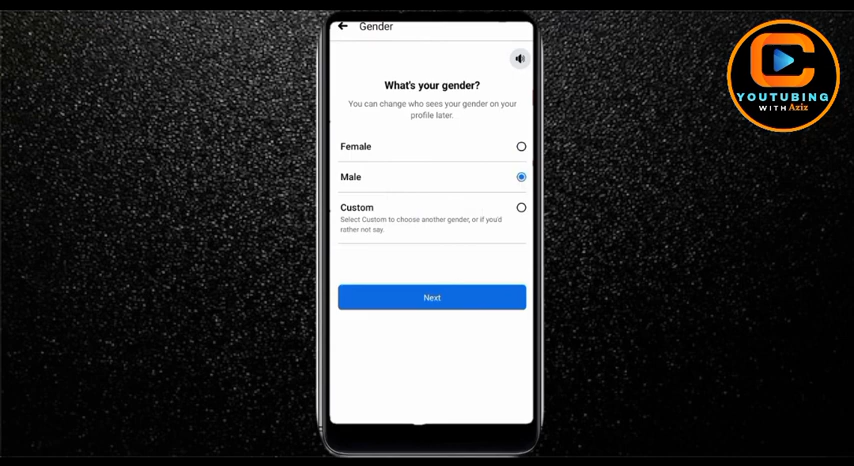 Gender
What's your gender?
You can change who sees your gender on your
profile later.
Female
Male
Custom
Select Custom to choose another gender, or if you'd
rather not say.
Next
YOUTUBING
WITH Aziz